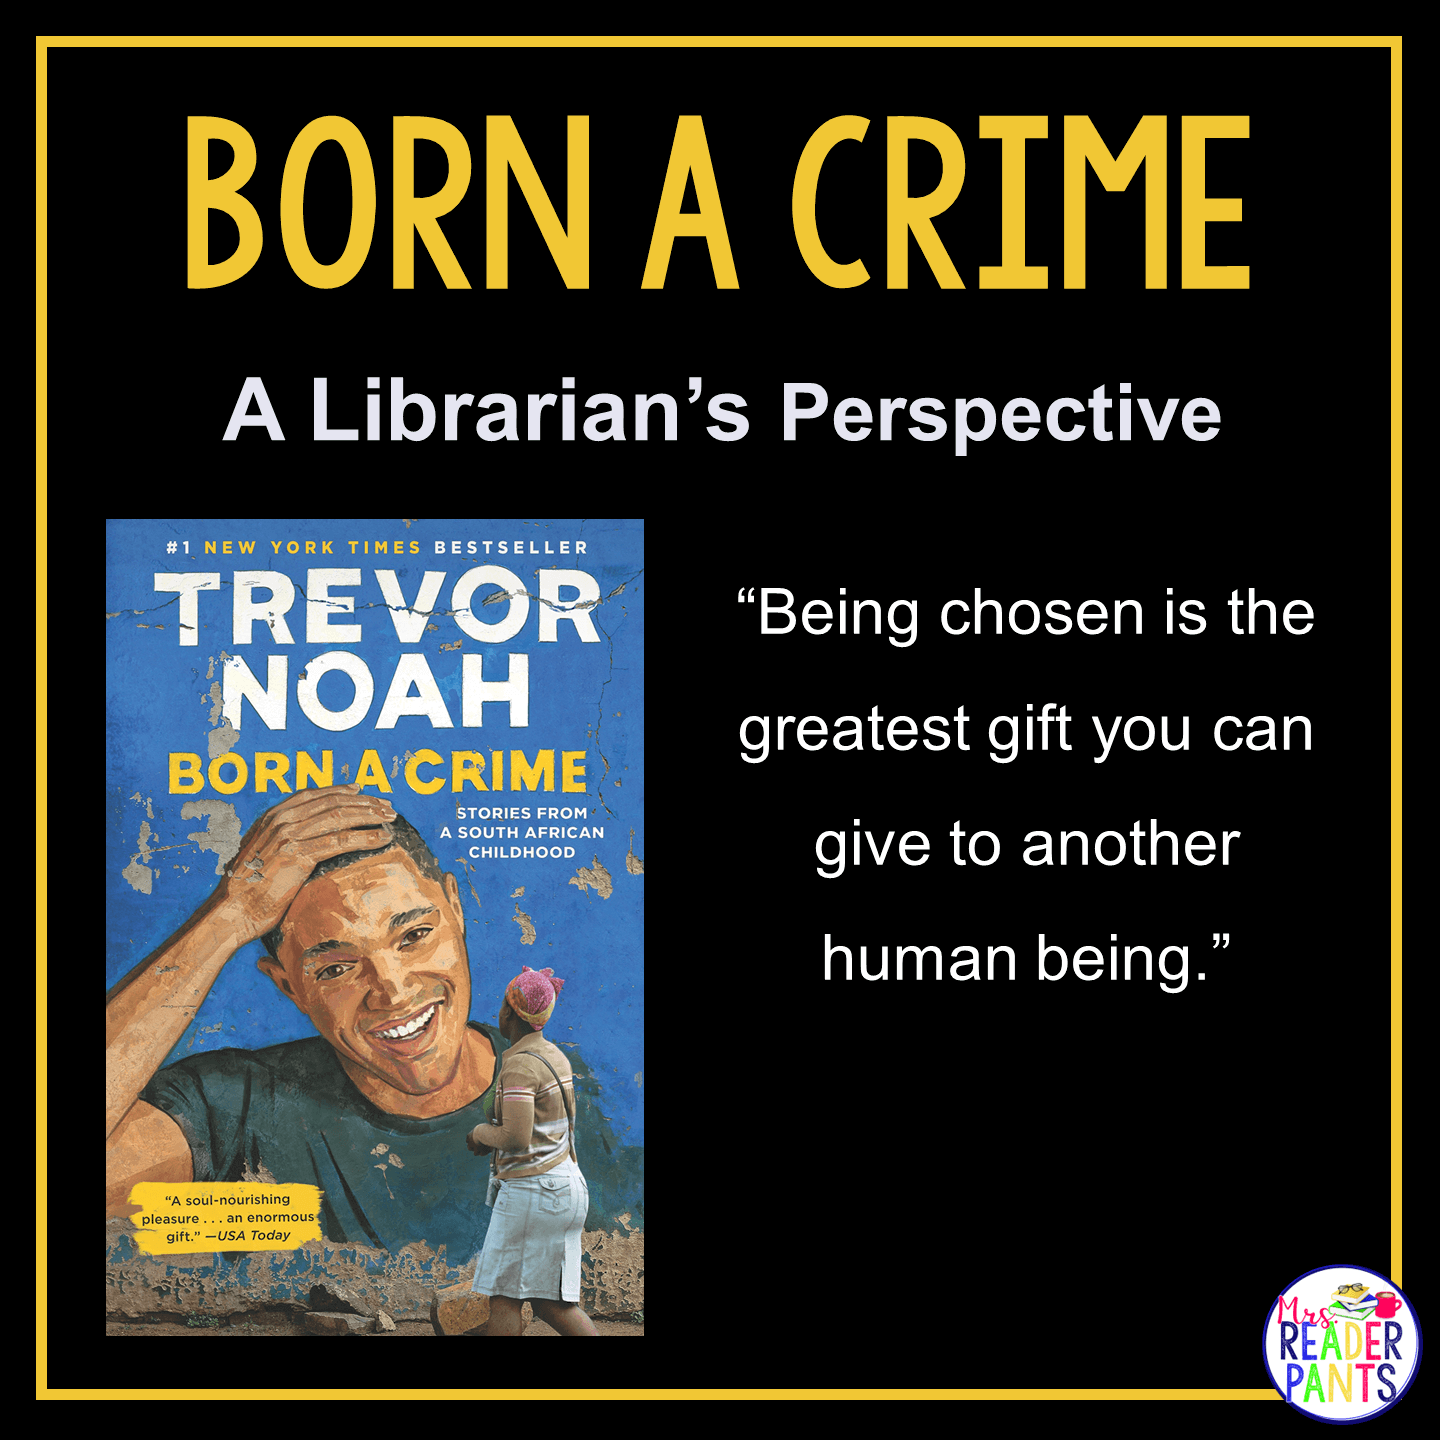 BORN A CRIME
A Librarian’s Perspective
#1 NEW YORK TIMES BESTSELLER
TREVOR
NOAH
BORN A CRIME
STORIES FROM
A SOUTH AFRICAN
CHILDHOOD
“A soul-nourishing
pleasure . . . an enormous
gift.” —USA Today
“Being chosen is the
greatest gift you can
give to another
human being.”
Mrs.
READER
PANTS